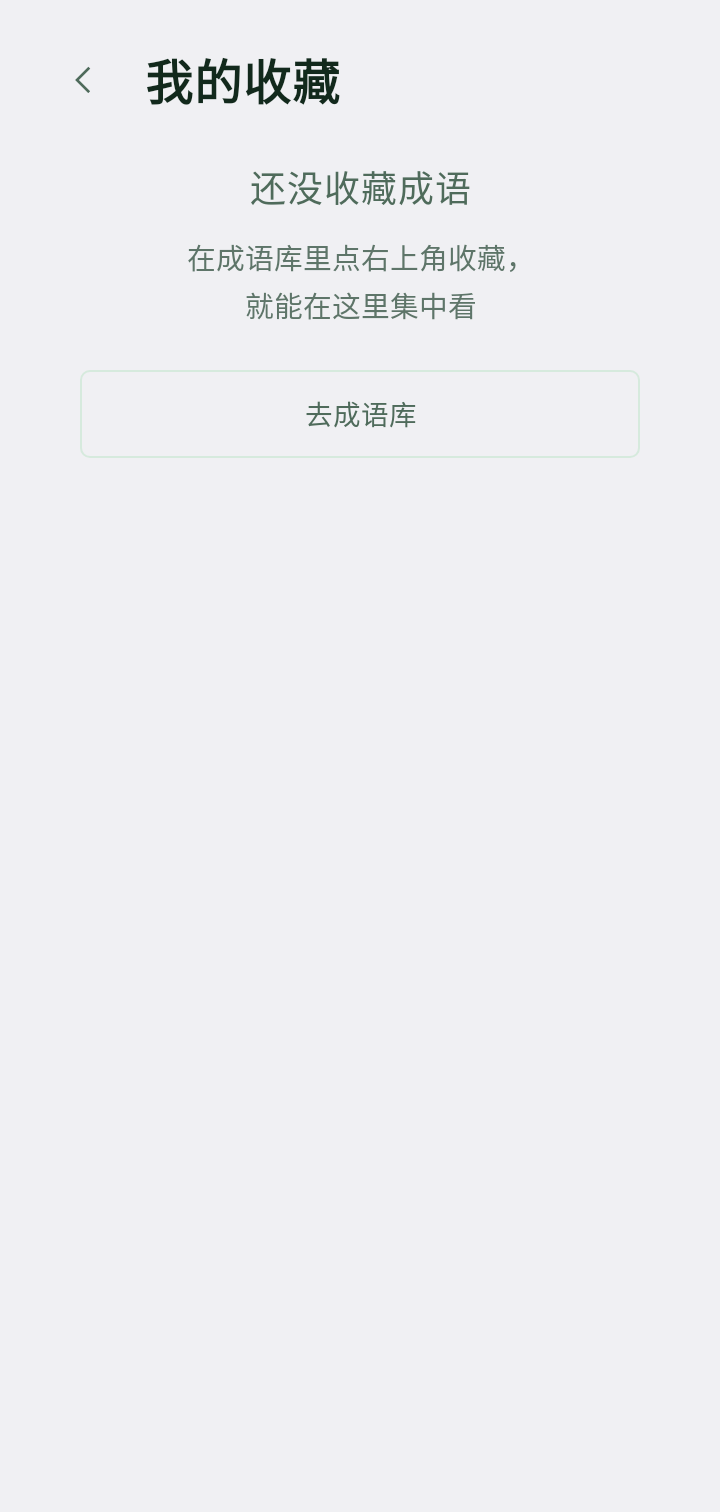 我的收藏
还没收藏成语
在成语库里点右上角收藏，
就能在这里集中看
去成语库